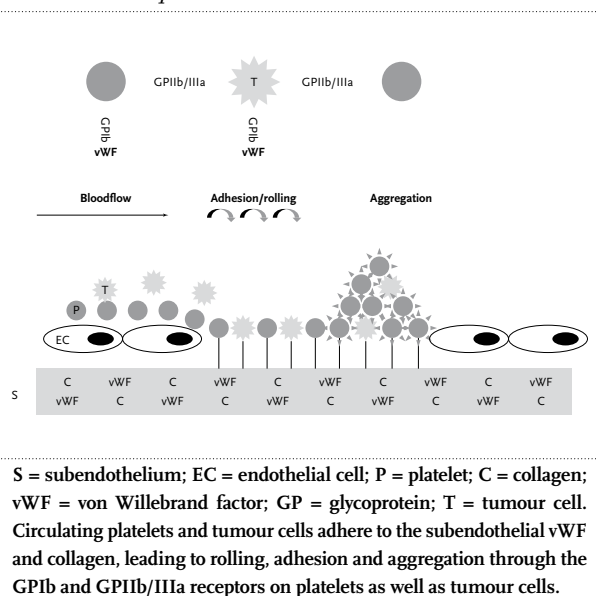 GPIIb/IIIa T GPIIb/IIIa
GPIb GPIb
vWF vWF
Bloodflow Adhesion/rolling Aggregation
T
P
EC
C vWF C vWF C vWF C vWF C vWF
S
vWF C vWF C vWF C vWF C vWF C
S = subendothelium; EC = endothelial cell; P = platelet; C = collagen;
vWF = von Willebrand factor; GP = glycoprotein; T = tumour cell.
Circulating platelets and tumour cells adhere to the subendothelial vWF
and collagen, leading to rolling, adhesion and aggregation through the
GPIb and GPIIb/IIIa receptors on platelets as well as tumour cells.